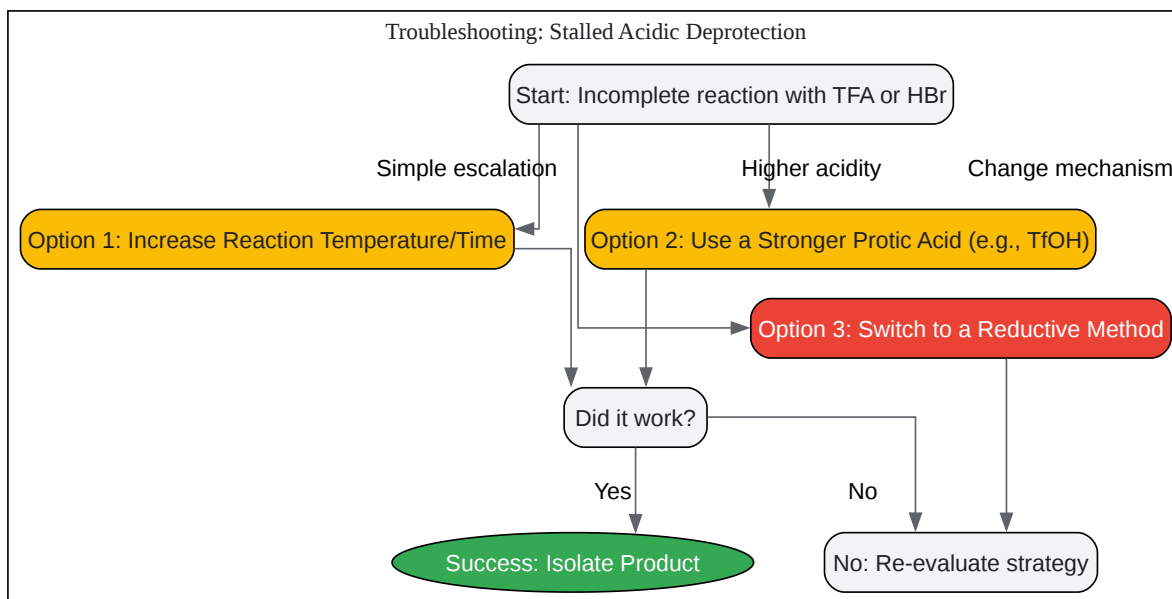 Troubleshooting: Stalled Acidic Deprotection
Start: Incomplete reaction with TFA or HBr
Simple escalation
Higher acidity
Change mechanism
Option 1: Increase Reaction Temperature/Time
Option 2: Use a Stronger Protic Acid (e.g., TfOH)
Option 3: Switch to a Reductive Method
Did it work?
Yes
No
Success: Isolate Product
No: Re-evaluate strategy